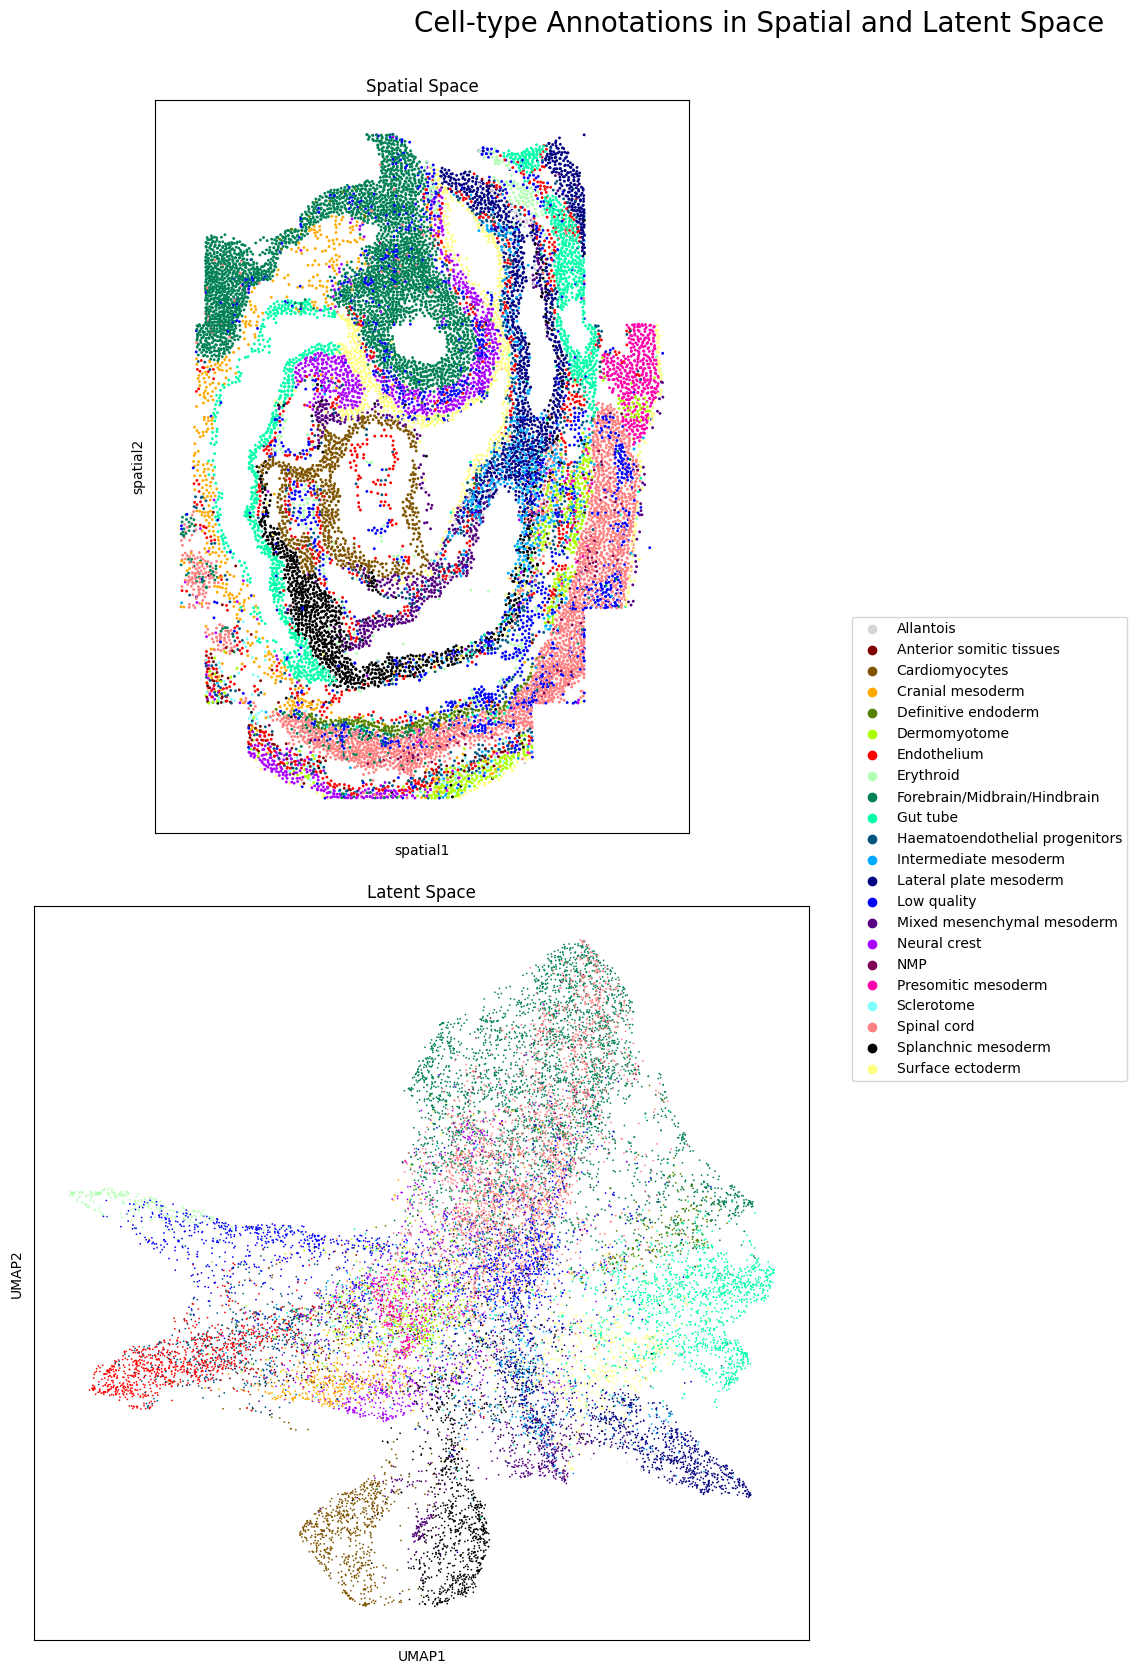 Cell-type Annotations in Spatial and Latent Space
Spatial Space
spatial2
spatial1
Allantois
Anterior somitic tissues
Cardiomyocytes
Cranial mesoderm
Definitive endoderm
Dermomyotome
Endothelium
Erythroid
Forebrain/Midbrain/Hindbrain
Gut tube
Haematoendothelial progenitors
Intermediate mesoderm
Lateral plate mesoderm
Low quality
Mixed mesenchymal mesoderm
Neural crest
NMP
Presomitic mesoderm
Sclerotome
Spinal cord
Splanchnic mesoderm
Surface ectoderm
Latent Space
UMAP2
UMAP1